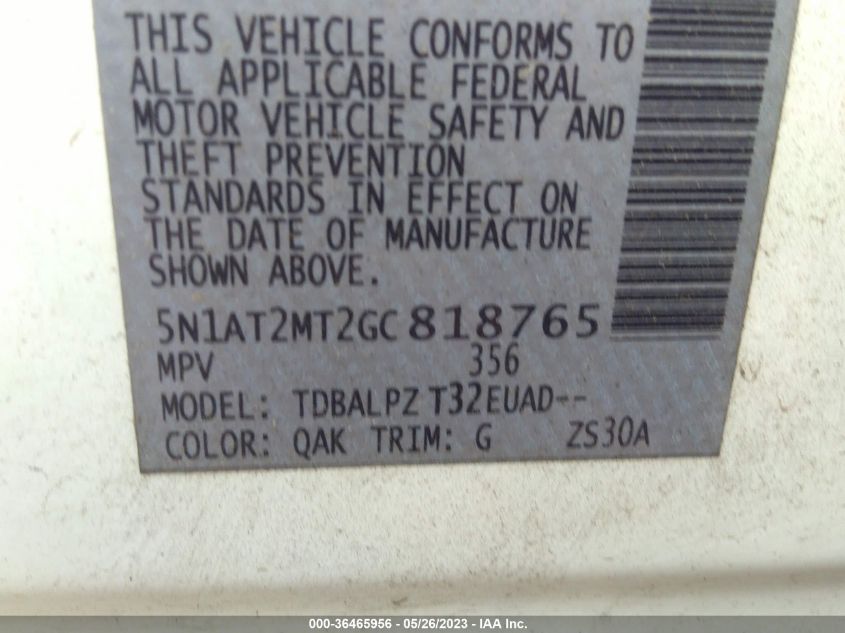 THIS VEHICLE CONFORMS TO
ALL APPLICABLE FEDERAL
MOTOR VEHICLE SAFETY AND
THEFT PREVENTION
STANDARDS IN EFFECT ON
THE DATE OF MANUFACTURE
SHOWN ABOVE.
5N1AT2MT2GC818765
MPV 356
MODEL: TDBALPZ T32EUAD--
COLOR: QAK TRIM: G ZS30A
000-36465956 - 05/26/2023 - IAA Inc.